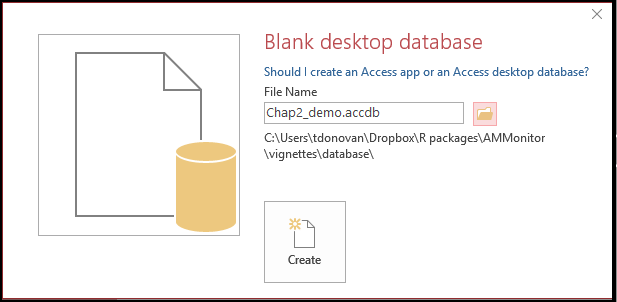 Blank desktop database
Should I create an Access app or an Access desktop database?
File Name
Chap2_demo.accdb
C:\Users\tdonovan\Dropbox\R packages\AMMonitor
\vignettes\database\
Create